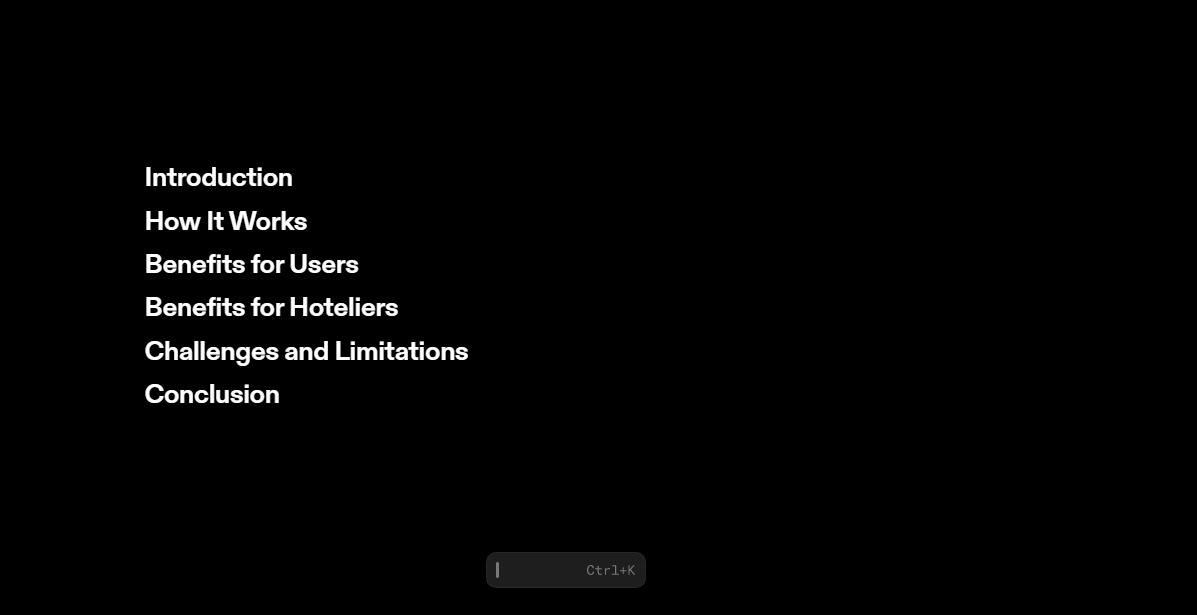 Introduction
How It Works
Benefits for Users
Benefits for Hoteliers
Challenges and Limitations
Conclusion
Ctrl+K